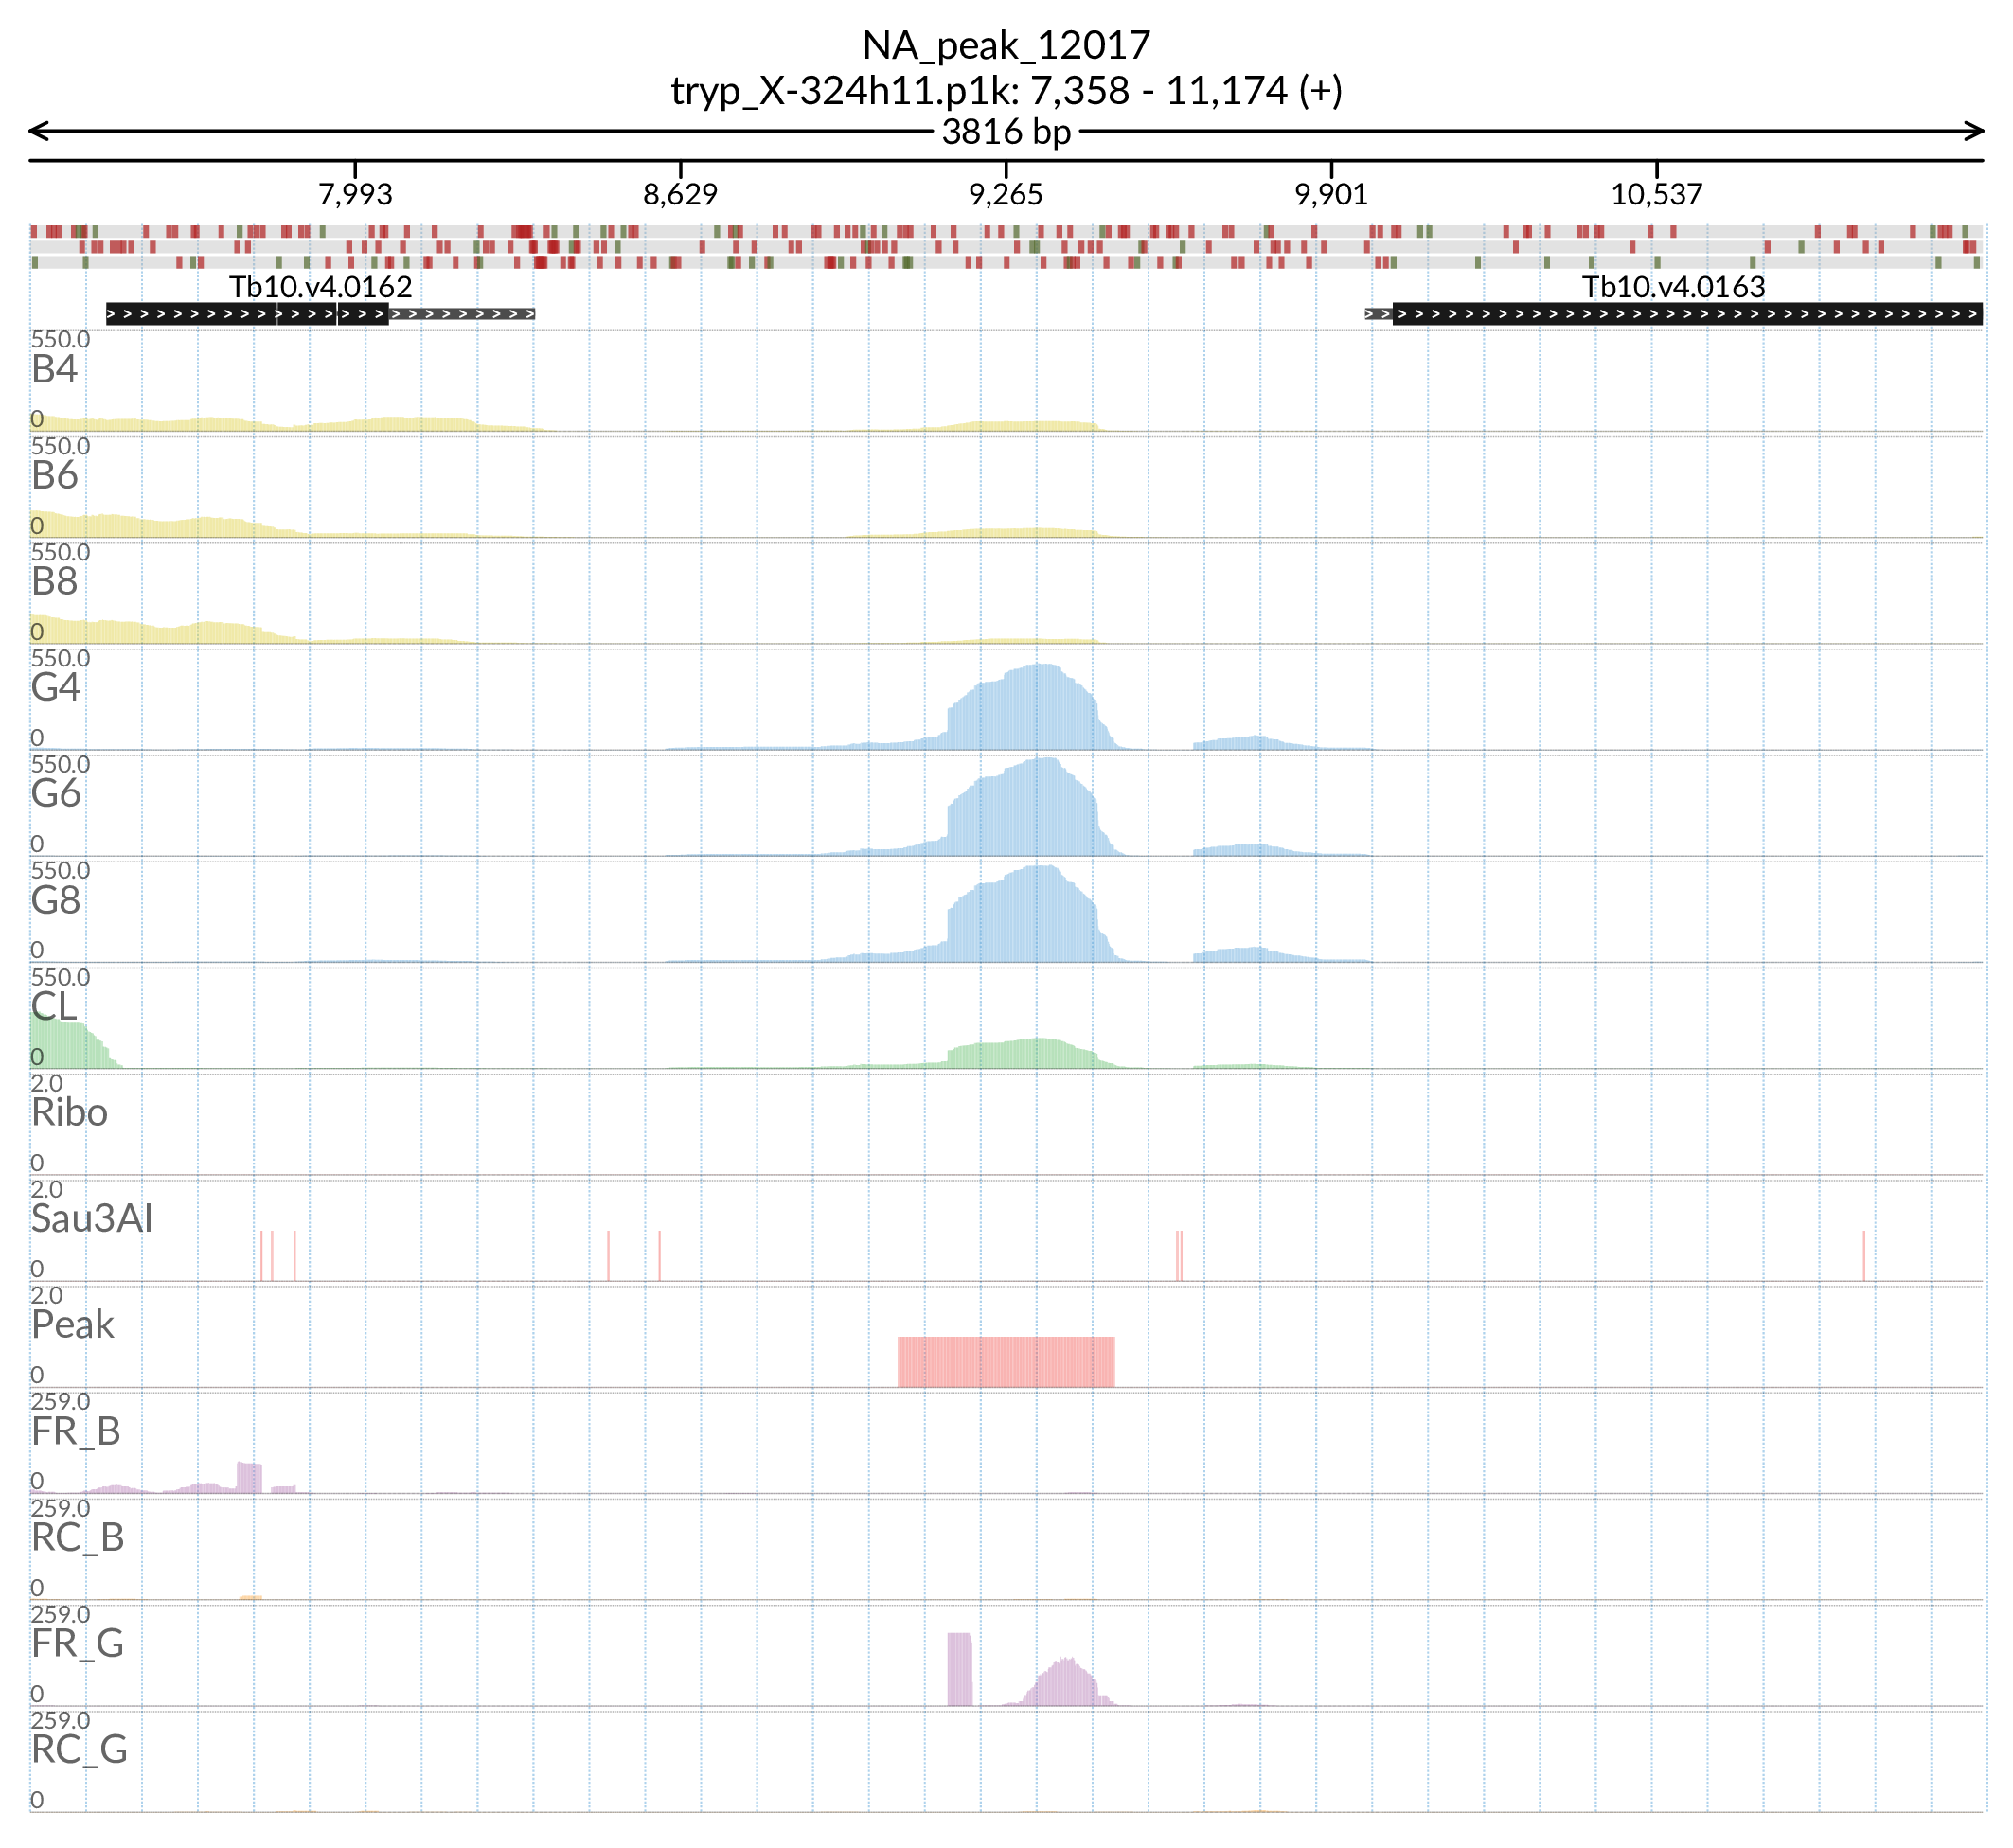 NA_peak_12017
tryp_X-324h11.p1k: 7,358 - 11,174 (+)
3816 bp
7,993 8,629 9,265 9,901 10,537
Tb10.v4.0162 Tb10.v4.0163
550.0
B4
0
550.0
B6
0
550.0
B8
0
550.0
G4
0
550.0
G6
0
550.0
G8
0
550.0
CL
0
2.0
Ribo
0
2.0
Sau3AI
0
2.0
Peak
0
259.0
FR_B
0
259.0
RC_B
0
259.0
FR_G
0
259.0
RC_G
0